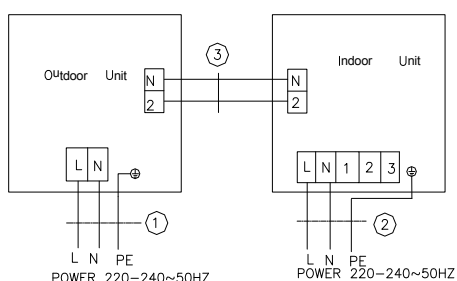 Outdoor Unit
N
2
L N
3
N
2
Indoor Unit
L N 1 2 3
1
2
L N PE
POWER 220-240~50HZ
L N PE
POWER 220-240~50HZ